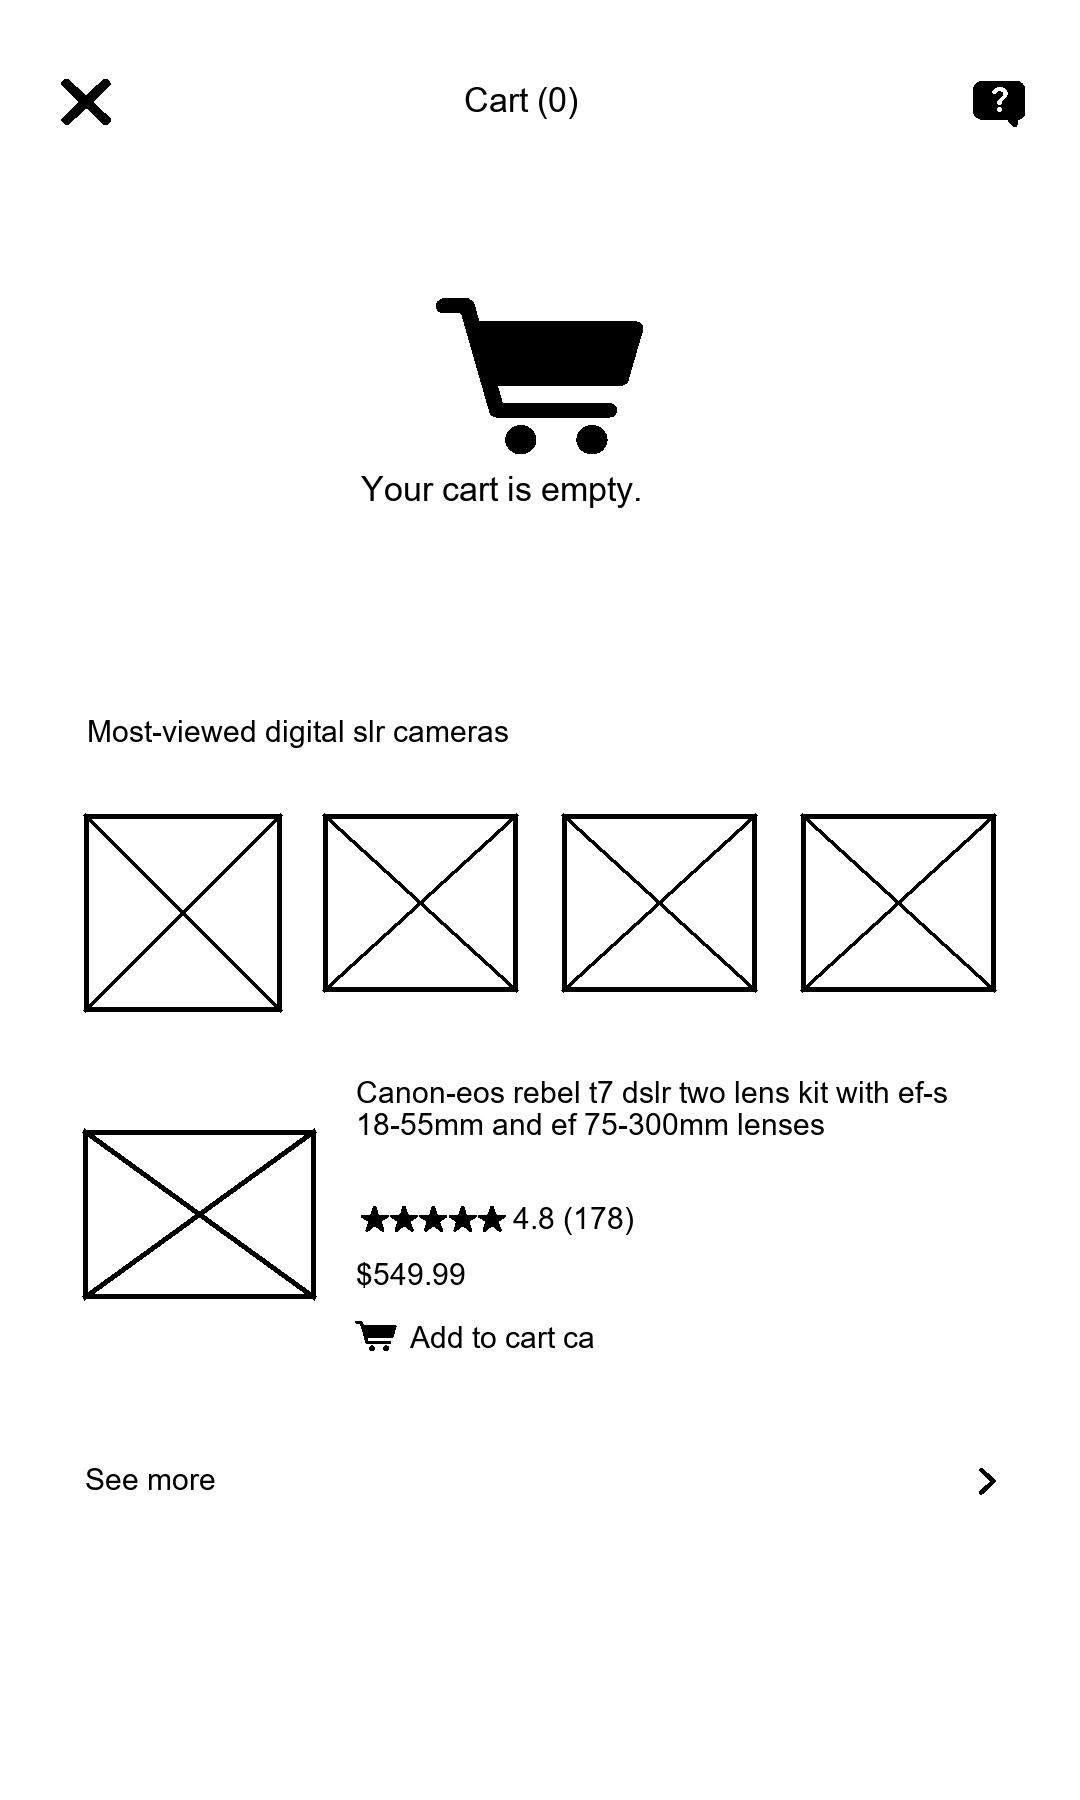 Cart (0)
?
Your cart is empty.
Most-viewed digital slr cameras
Canon-eos rebel t7 dslr two lens kit with ef-s
18-55mm and ef 75-300mm lenses
4.8 (178)
$549.99
Add to cart ca
See more